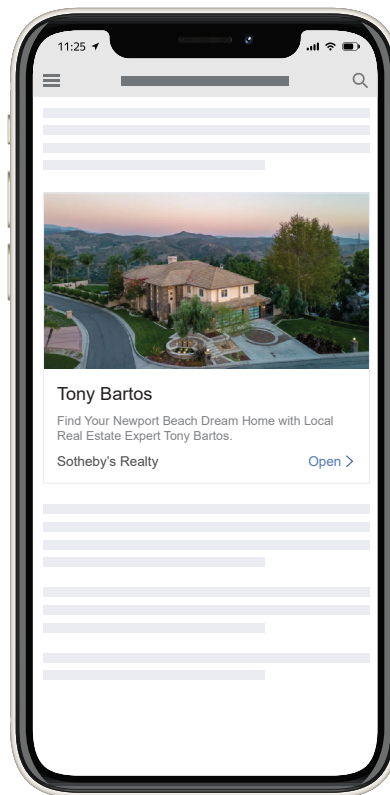 11:25
Tony Bartos
Find Your Newport Beach Dream Home with Local
Real Estate Expert Tony Bartos.
Sotheby's Realty
Open